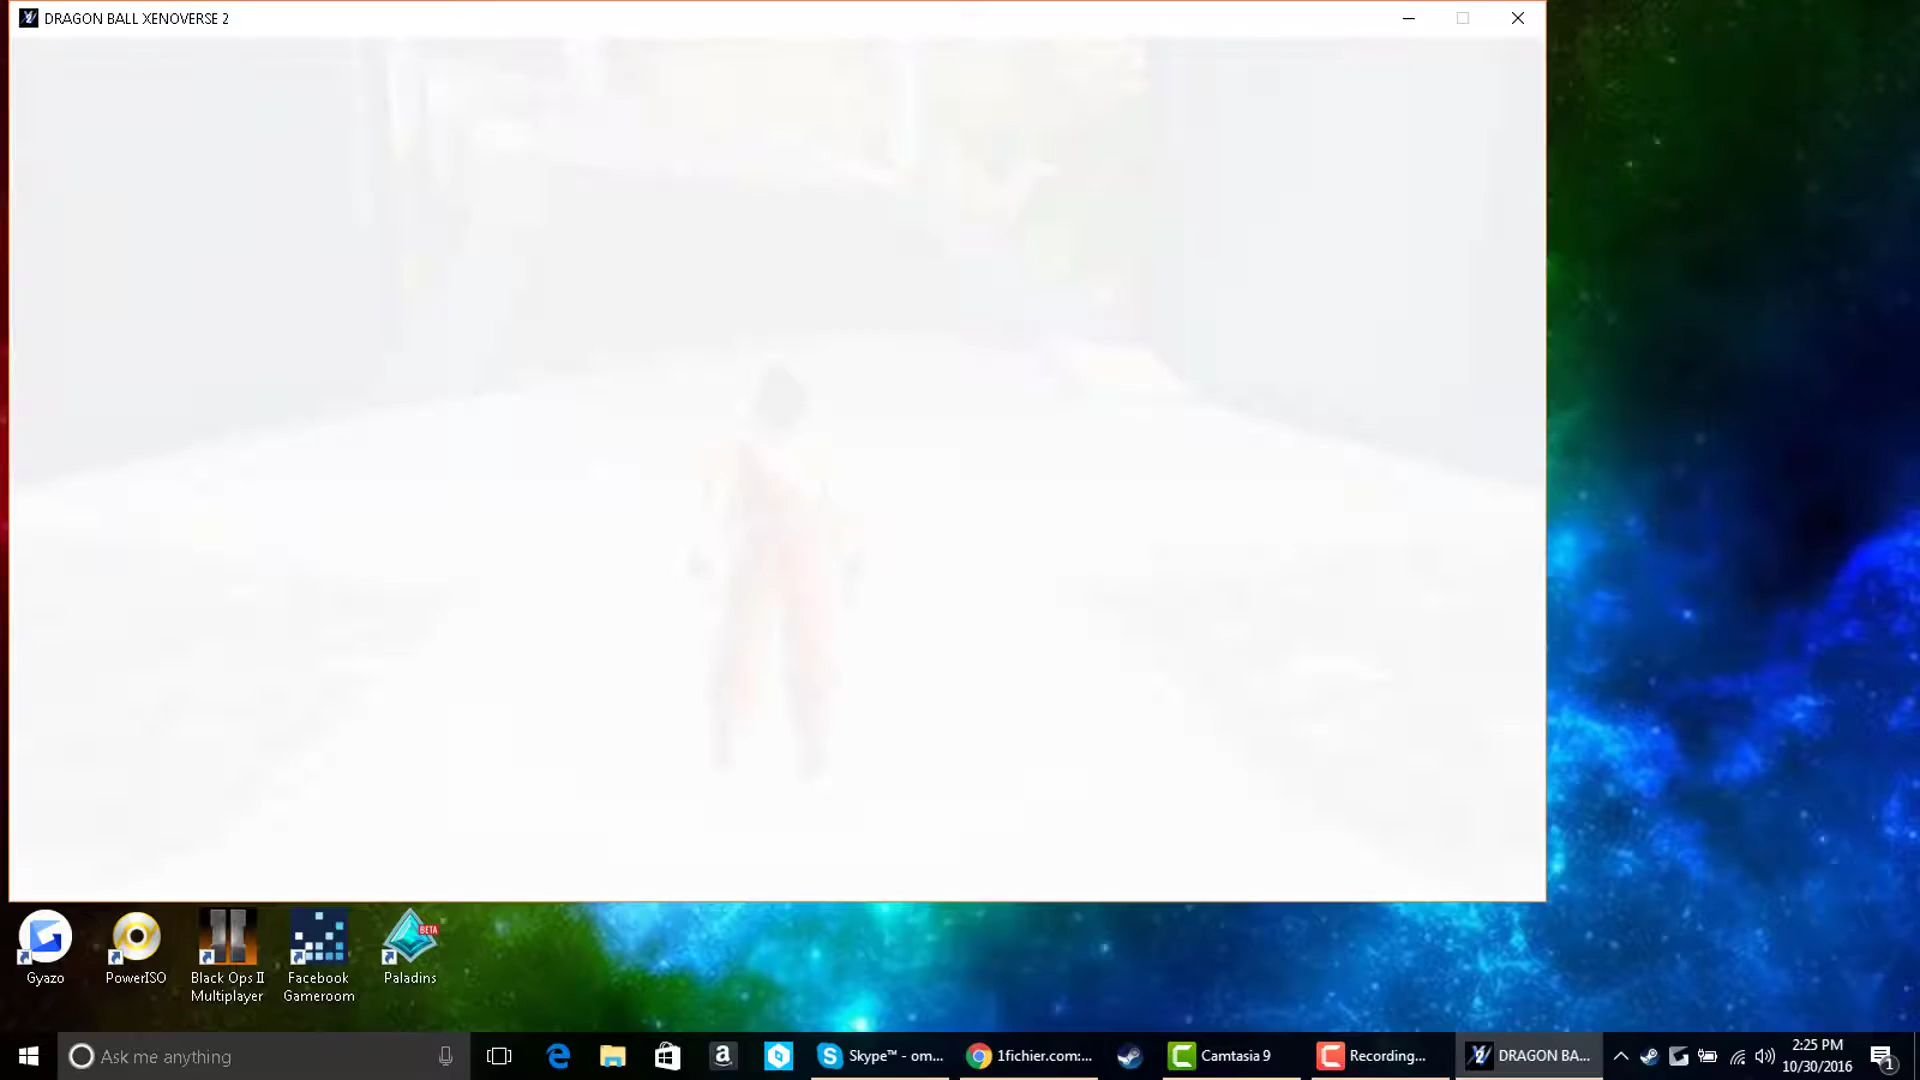 DRAGON BALL XENOVERSE 2
BETA
Gyazo
PowerISO
Black Ops II
Multiplayer
Facebook
Gameroom
Paladins
Ask me anything
Skype™ - om...
1fichier.com:...
Camtasia 9
Recording...
DRAGON BA...
2:25 PM
10/30/2016
1